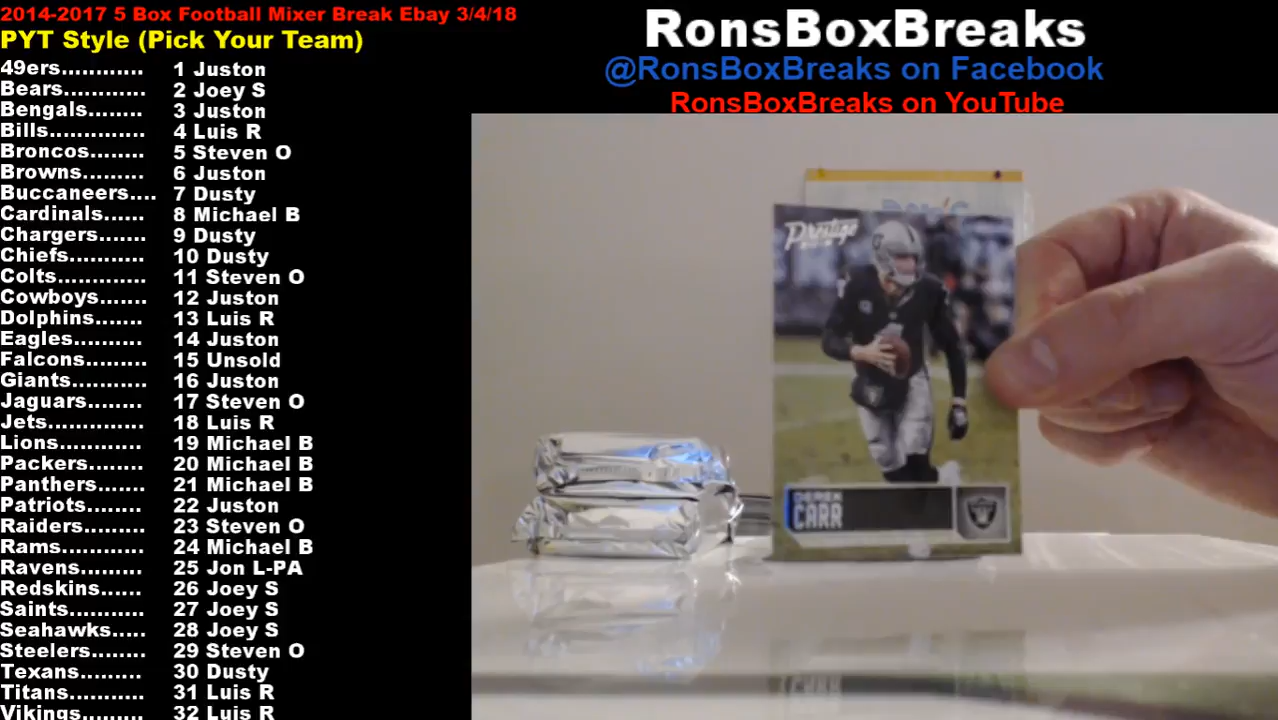 2014-2017 5 Box Football Mixer Break Ebay 3/4/18
PYT Style (Pick Your Team)
49ers............ 1 Juston
Bears............ 2 Joey S
Bengals........ 3 Juston
Bills.............. 4 Luis R
Broncos........ 5 Steven O
Browns......... 6 Juston
Buccaneers.... 7 Dusty
Cardinals...... 8 Michael B
Chargers....... 9 Dusty
Chiefs........... 10 Dusty
Colts............. 11 Steven O
Cowboys....... 12 Juston
Dolphins....... 13 Luis R
Eagles.......... 14 Juston
Falcons......... 15 Unsold
Giants........... 16 Juston
Jaguars........ 17 Steven O
Jets.............. 18 Luis R
Lions............ 19 Michael B
Packers........ 20 Michael B
Panthers....... 21 Michael B
Patriots........ 22 Juston
Raiders......... 23 Steven O
Rams............ 24 Michael B
Ravens......... 25 Jon L-PA
Redskins...... 26 Joey S
Saints........... 27 Joey S
Seahawks..... 28 Joey S
Steelers........ 29 Steven O
Texans......... 30 Dusty
Titans........... 31 Luis R
Vikings......... 32 Luis R
RonsBoxBreaks
@RonsBoxBreaks on Facebook
RonsBoxBreaks on YouTube
Prestige
DEREK
CARR